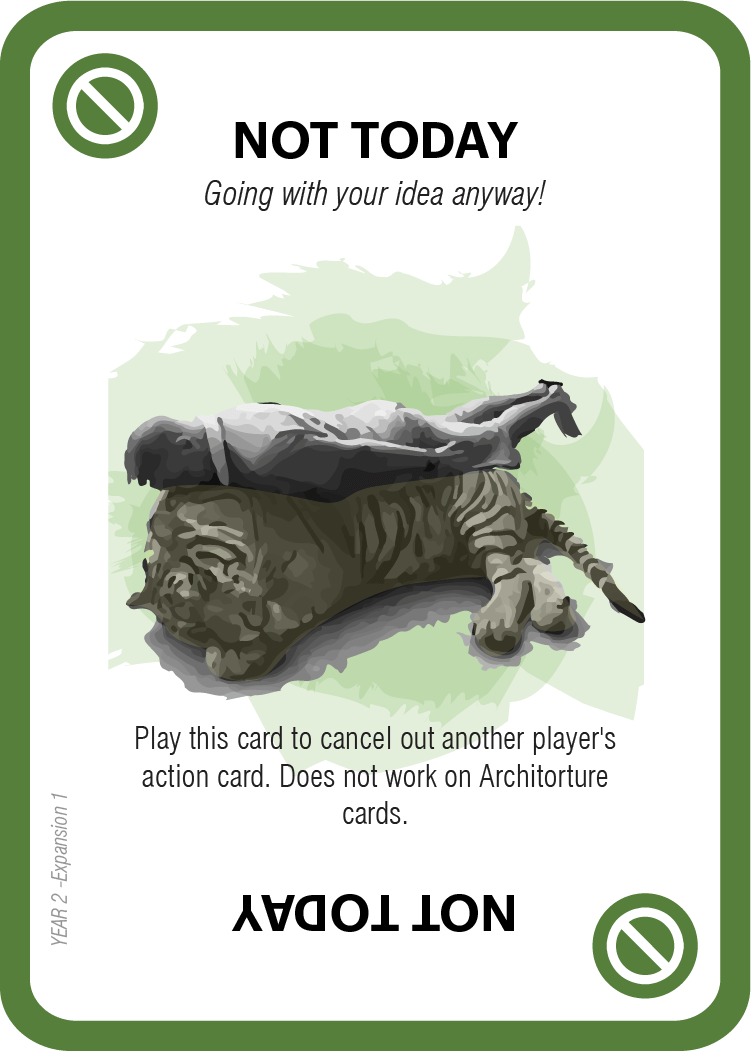 NOT TODAY
Going with your idea anyway!
Play this card to cancel out another player's
action card. Does not work on Architorture
cards.
YEAR 2 -Expansion 1
NOT TODAY